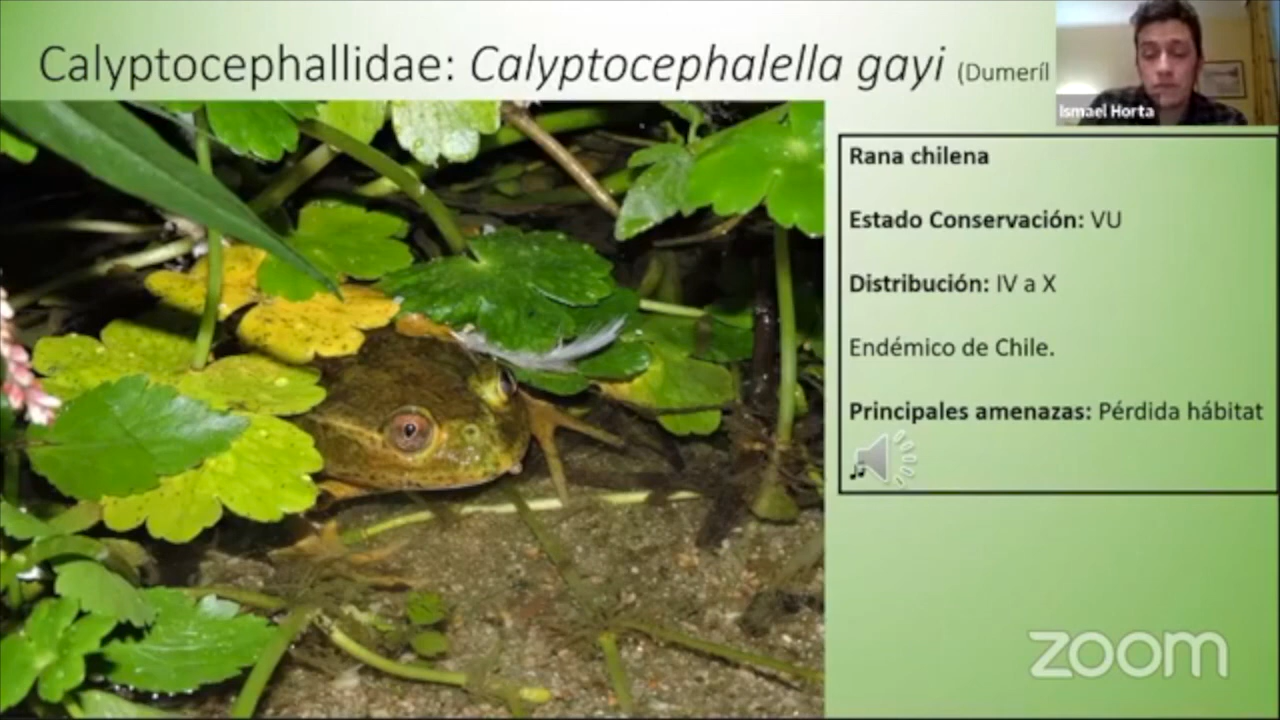 Calyptocephallidae: Calyptocephalella gayi (Dumeríl
Ismael Horta
Rana chilena
Estado Conservación: VU
Distribución: IV a X
Endémico de Chile.
Principales amenazas: Pérdida hábitat
zoom